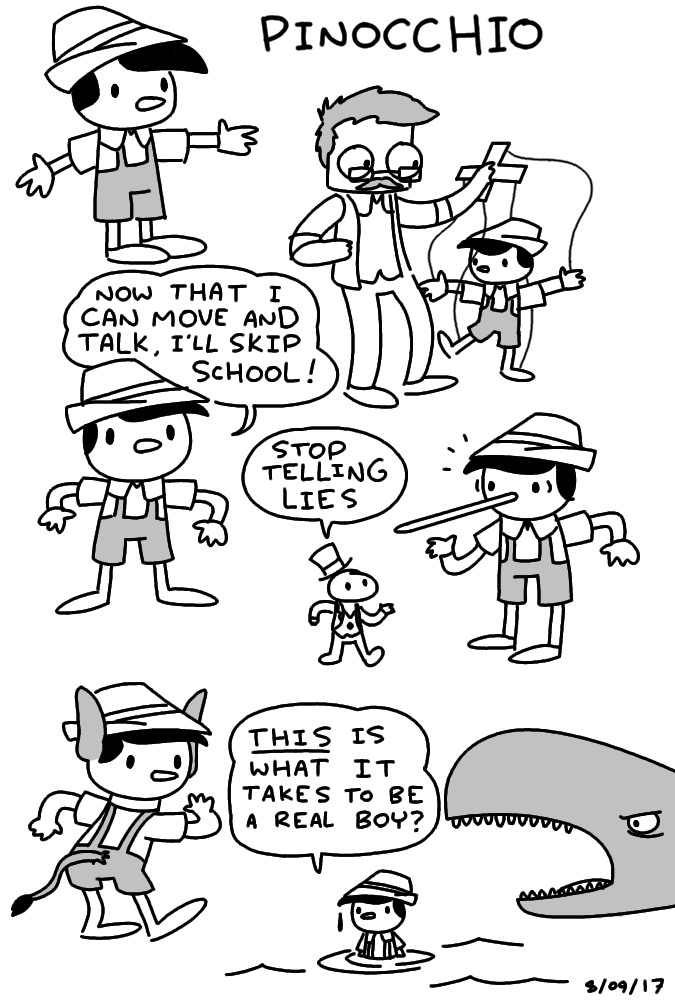 PINOCCHIO
NOW THAT I
CAN MOVE AND
TALK, I'LL SKIP
SCHOOL!
STOP
TELLING
LIES
THIS IS
WHAT IT
TAKES TO BE
A REAL BOY?
8/09/17